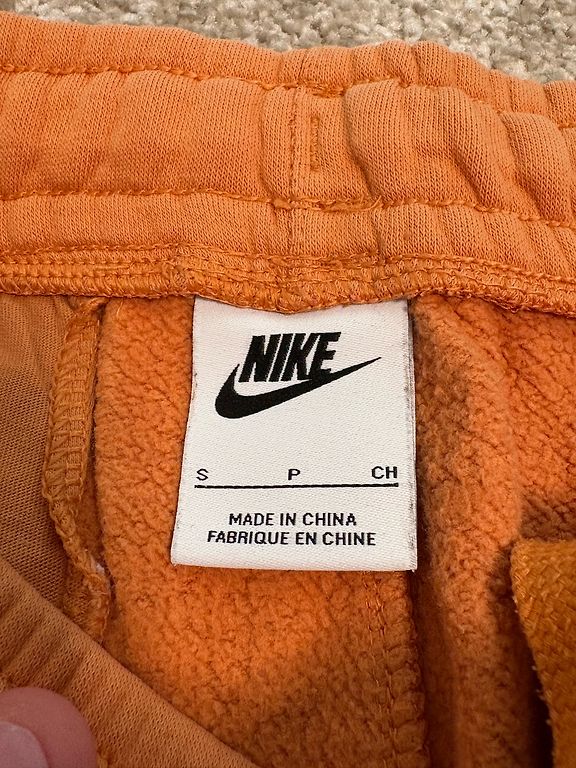 NIKE
S P CH
MADE IN CHINA
FABRIQUE EN CHINE